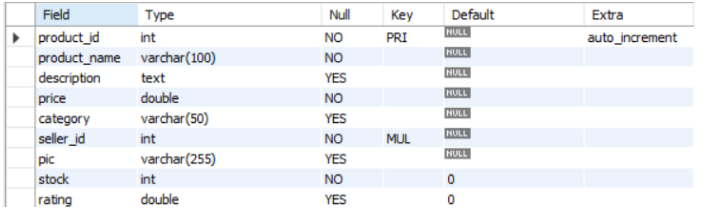 Field Type Null Key Default Extra
product_id int NO PRI NULL auto_increment
product_name varchar(100) NO NULL
description text YES NULL
price double NO NULL
category varchar(50) YES NULL
seller_id int NO MUL NULL
pic varchar(255) YES NULL
stock int NO 0
rating double YES 0